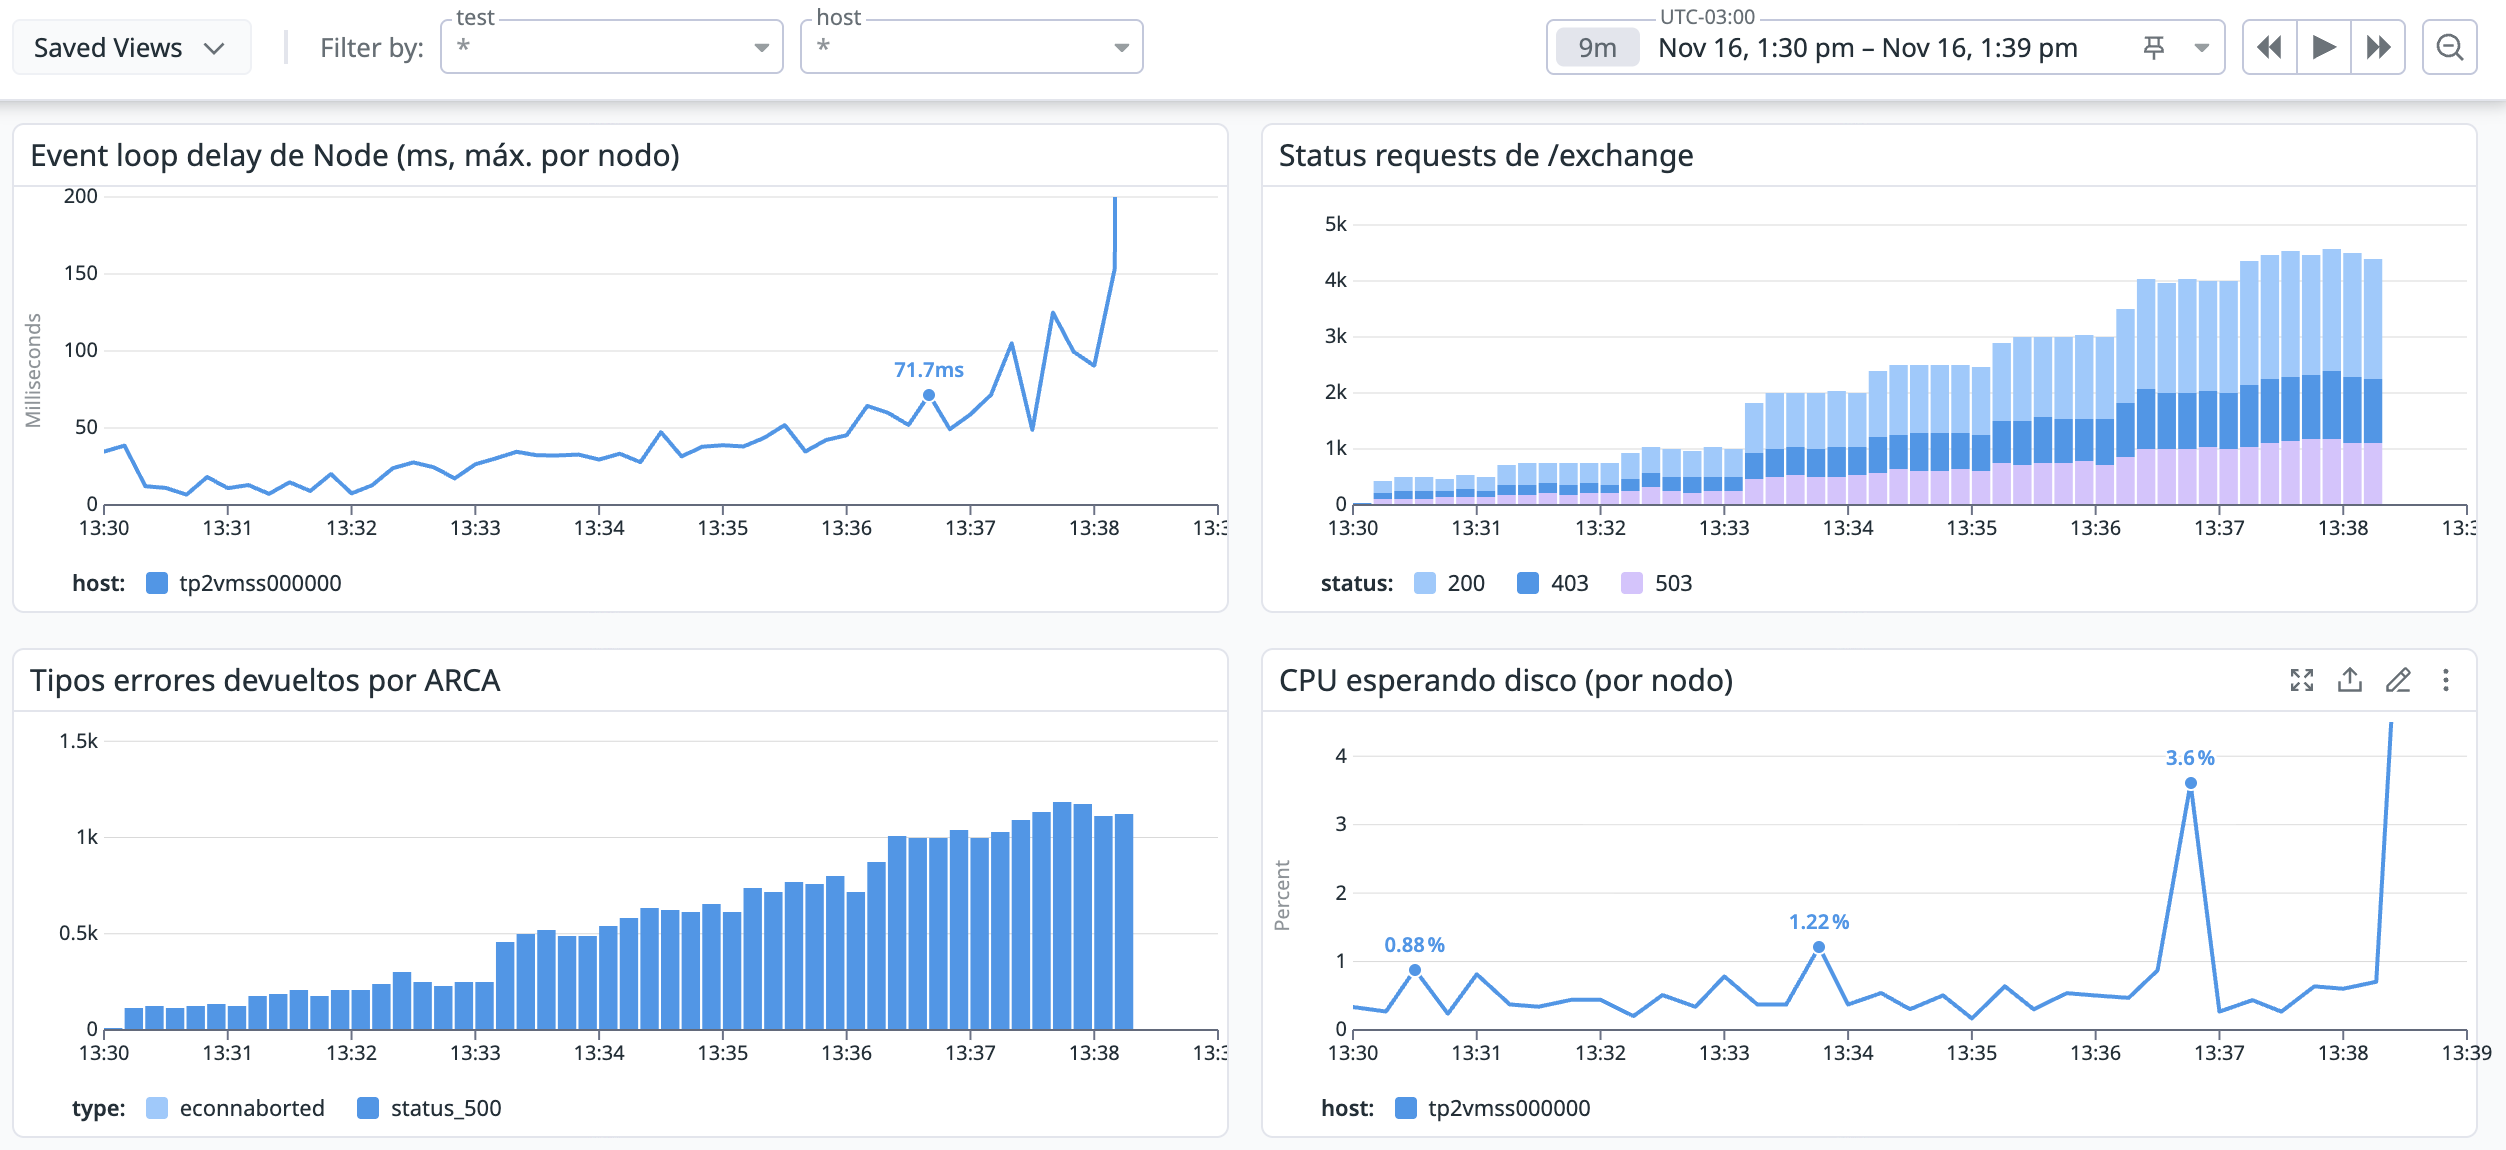 Saved Views
Filter by:
test
*
host
*
UTC-03:00
9m Nov 16, 1:30 pm – Nov 16, 1:39 pm
Event loop delay de Node (ms, máx. por nodo)
Milliseconds
200
150
100
50
0
71.7ms
13:30 13:31 13:32 13:33 13:34 13:35 13:36 13:37 13:38 13:3
host: tp2vmss000000
Status requests de /exchange
5k
4k
3k
2k
1k
0
13:30 13:31 13:32 13:33 13:34 13:35 13:36 13:37 13:38 13:3
status: 200 403 503
Tipos errores devueltos por ARCA
1.5k
1k
0.5k
0
13:30 13:31 13:32 13:33 13:34 13:35 13:36 13:37 13:38 13:3
type: econnaborted status_500
CPU esperando disco (por nodo)
Percent
4
3
2
1
0
0.88 %
1.22 %
3.6 %
13:30 13:31 13:32 13:33 13:34 13:35 13:36 13:37 13:38 13:39
host: tp2vmss000000